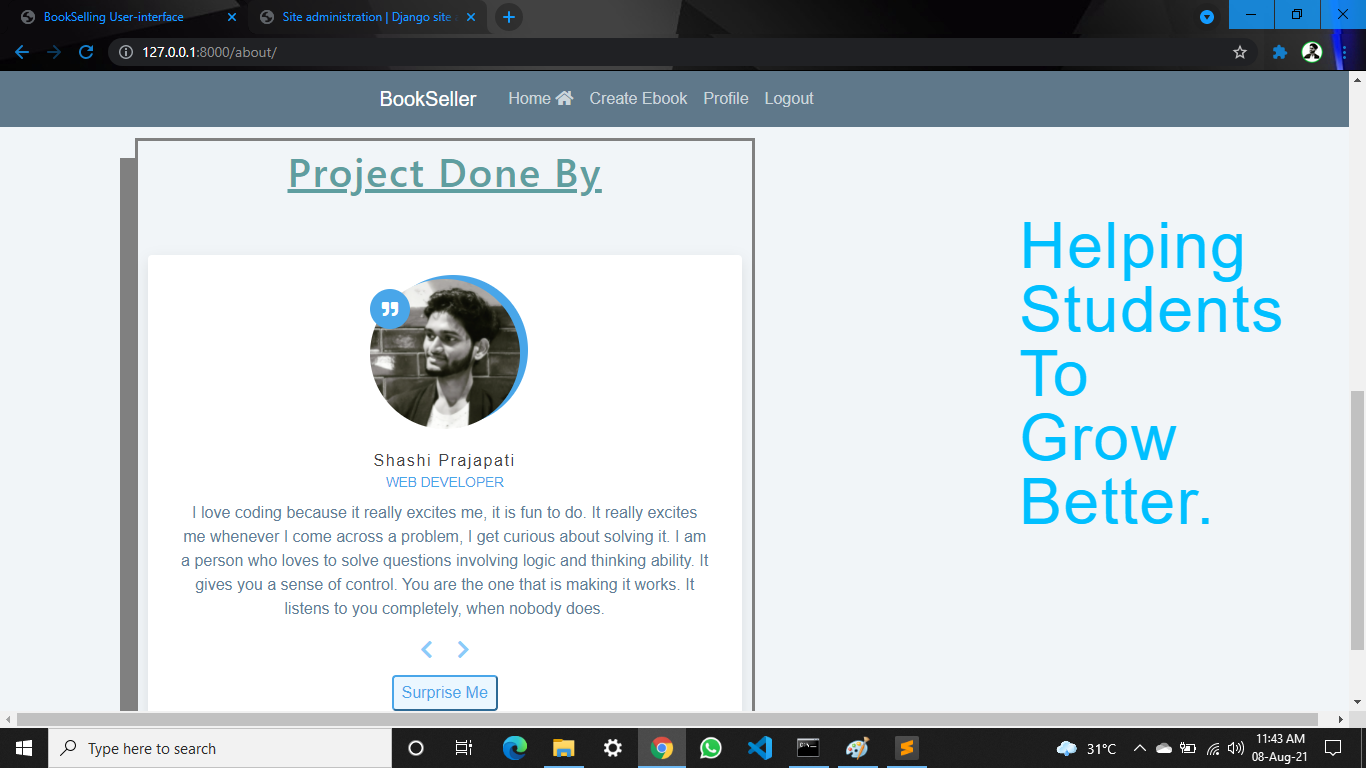 BookSelling User-interface
Site administration | Django site
127.0.0.1:8000/about/
BookSeller Home Create Ebook Profile Logout
Project Done By
Shashi Prajapati
WEB DEVELOPER
I love coding because it really excites me, it is fun to do. It really excites
me whenever I come across a problem, I get curious about solving it. I am
a person who loves to solve questions involving logic and thinking ability. It
gives you a sense of control. You are the one that is making it works. It
listens to you completely, when nobody does.
Surprise Me
Helping
Students
To
Grow
Better.
Type here to search
31°C
11:43 AM
08-Aug-21